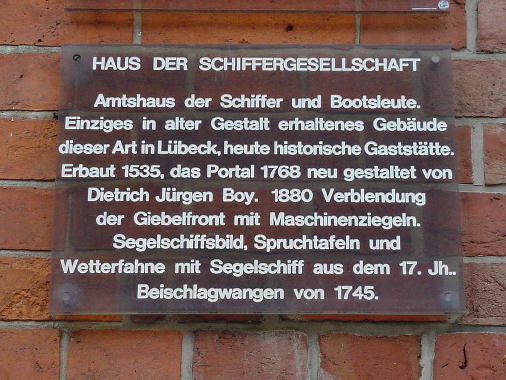 HAUS DER SCHIFFERGESELLSCHAFT
Amtshaus der Schiffer und Bootsleute.
Einziges in alter Gestalt erhaltenes Gebäude
dieser Art in Lübeck, heute historische Gaststätte.
Erbaut 1535, das Portal 1768 neu gestaltet von
Dietrich Jürgen Boy. 1880 Verblendung
der Giebelfront mit Maschinenziegeln.
Segelschiffsbild, Spruchtafeln und
Wetterfahne mit Segelschiff aus dem 17. Jh..
Beischlagwangen von 1745.